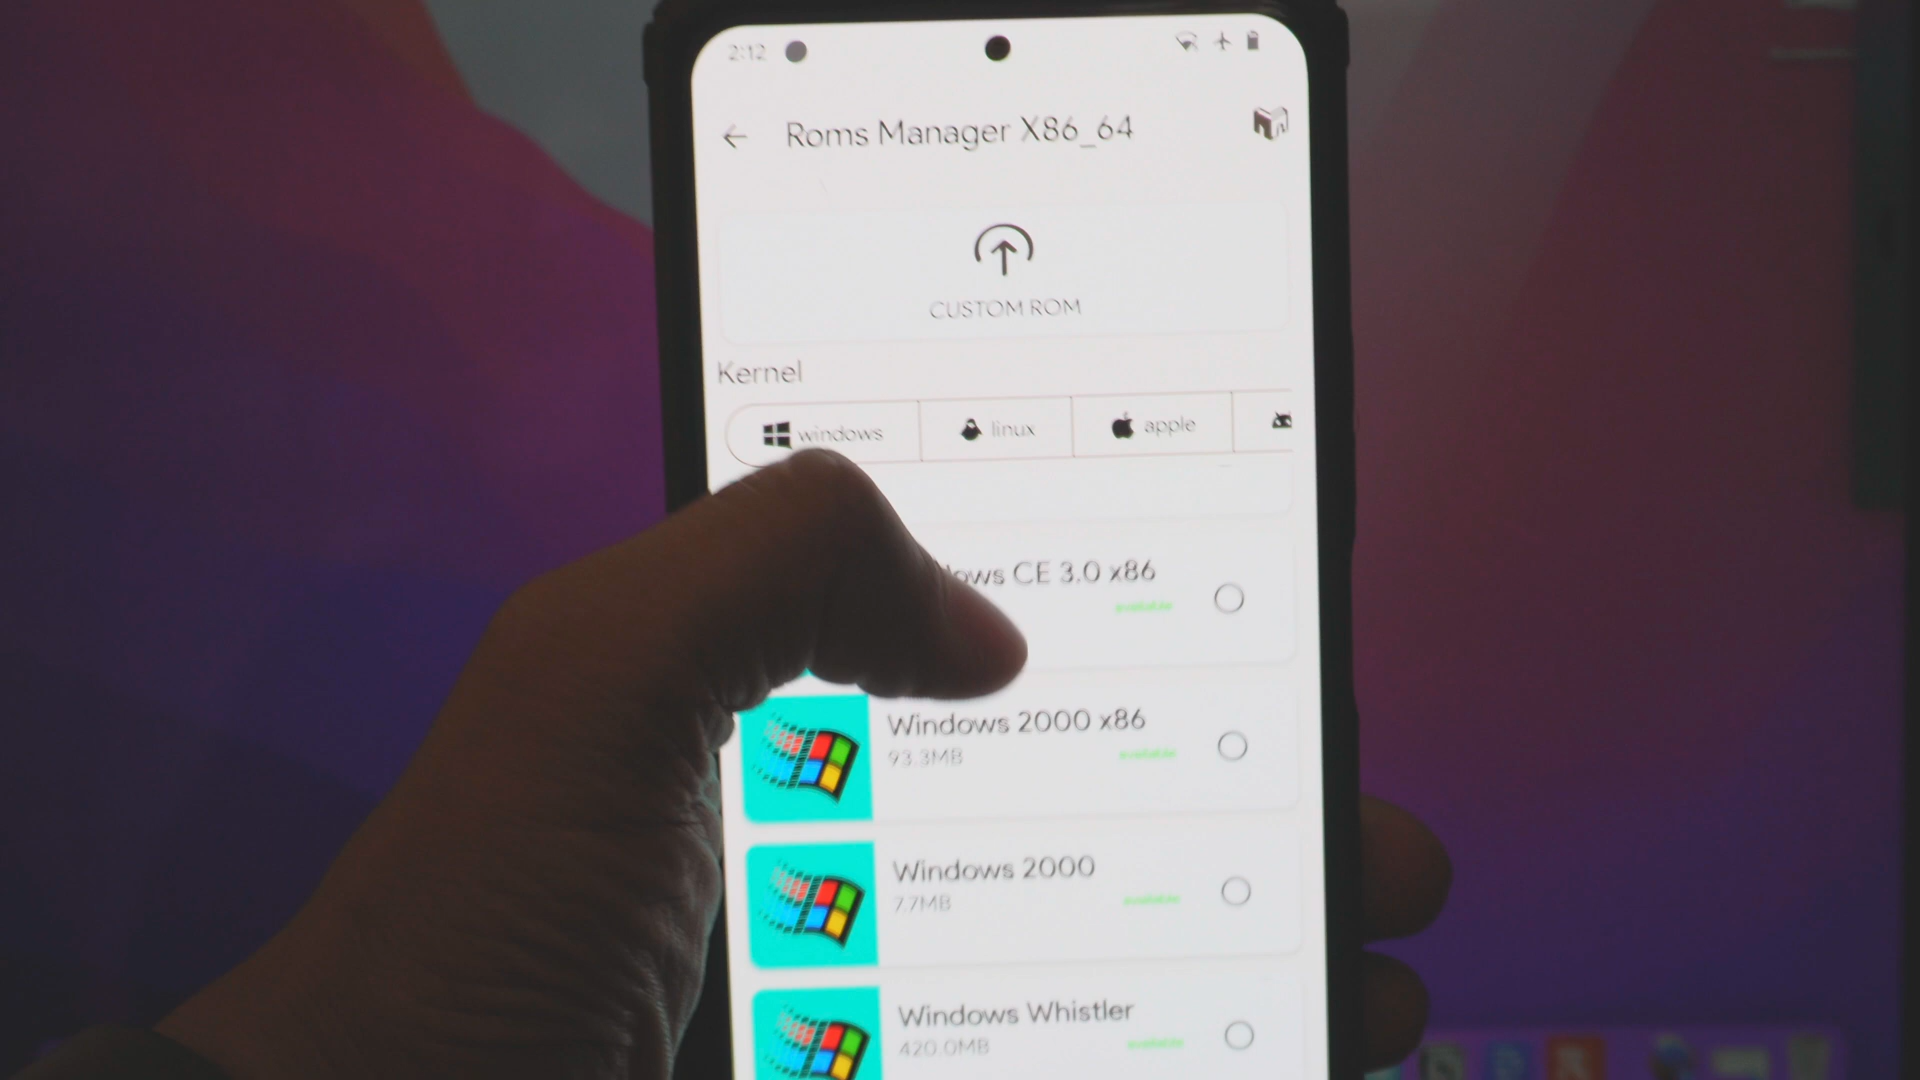 2:12
Roms Manager X86_64
CUSTOM ROM
Kernel
windows
linux
apple
CE 3.0 x86
available
Windows 2000 x86
93.3MB
available
Windows 2000
7.7MB
available
Windows Whistler
420.0MB
available